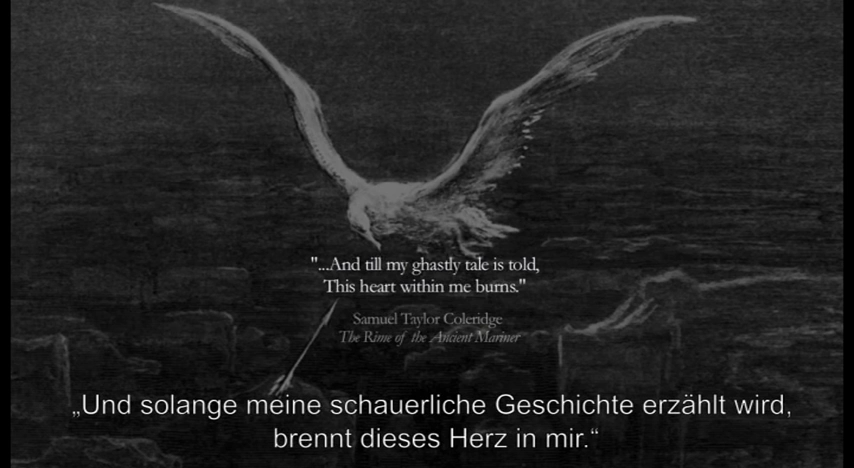 "...And till my ghastly tale is told,
This heart within me burns."
Samuel Taylor Coleridge
The Rime of the Ancient Mariner
„Und solange meine schauerliche Geschichte erzählt wird,
brennt dieses Herz in mir.“